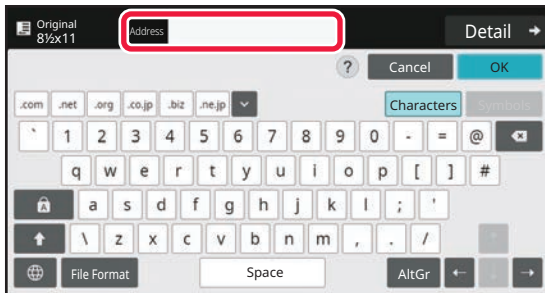 Original
8½x11
Address
Detail
? Cancel OK
.com .net .org .co.jp .biz .ne.jp Characters Symbols
` 1 2 3 4 5 6 7 8 9 0 - = @
q w e r t y u i o p [ ] #
A a s d f g h j k l ; '
\ z x c v b n m , . /
File Format Space AltGr